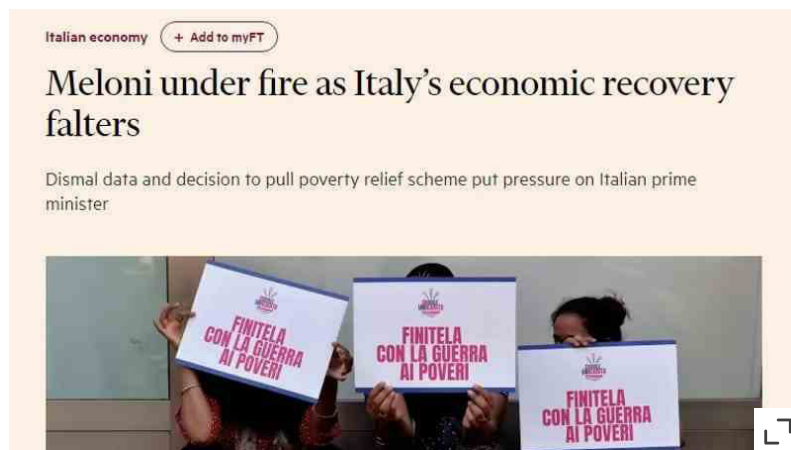 Italian economy
+ Add to myFT
Meloni under fire as Italy’s economic recovery
falters
Dismal data and decision to pull poverty relief scheme put pressure on Italian prime
minister
FINITELA
CON LA GUERRA
AI POVERI
FINITELA
CON LA GUERRA
AI POVERI
FINITELA
CON LA GUERRA
AI POVERI